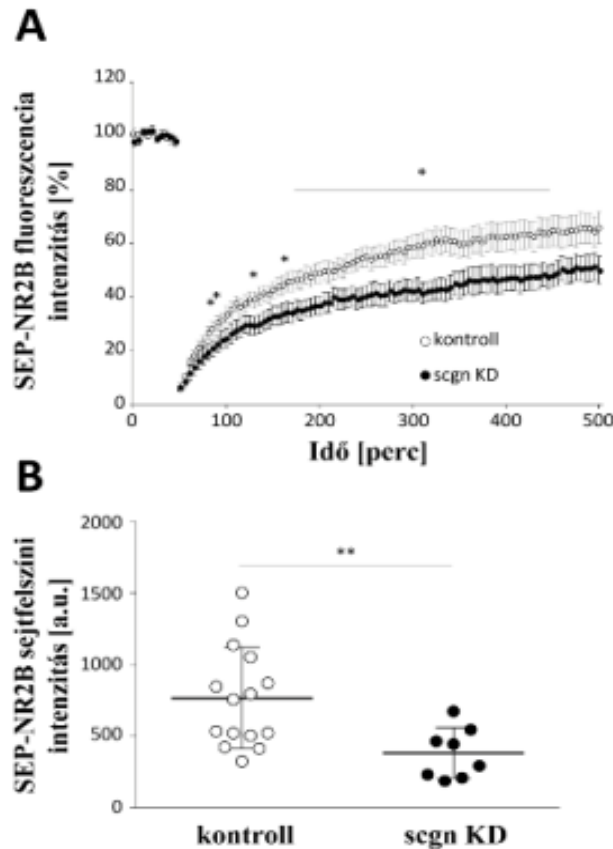 A
SEP-NR2B fluoreszcencia
intenzitás [%]
120
100
80
60
40
20
0
*
*
*
*
*
kontroll
scgn KD
0
100
200
300
400
500
Idő [perc]
B
SEP-NR2B sejtfelszíni
intenzitás [a.u.]
2000
1500
1000
500
0
**
kontroll
scgn KD